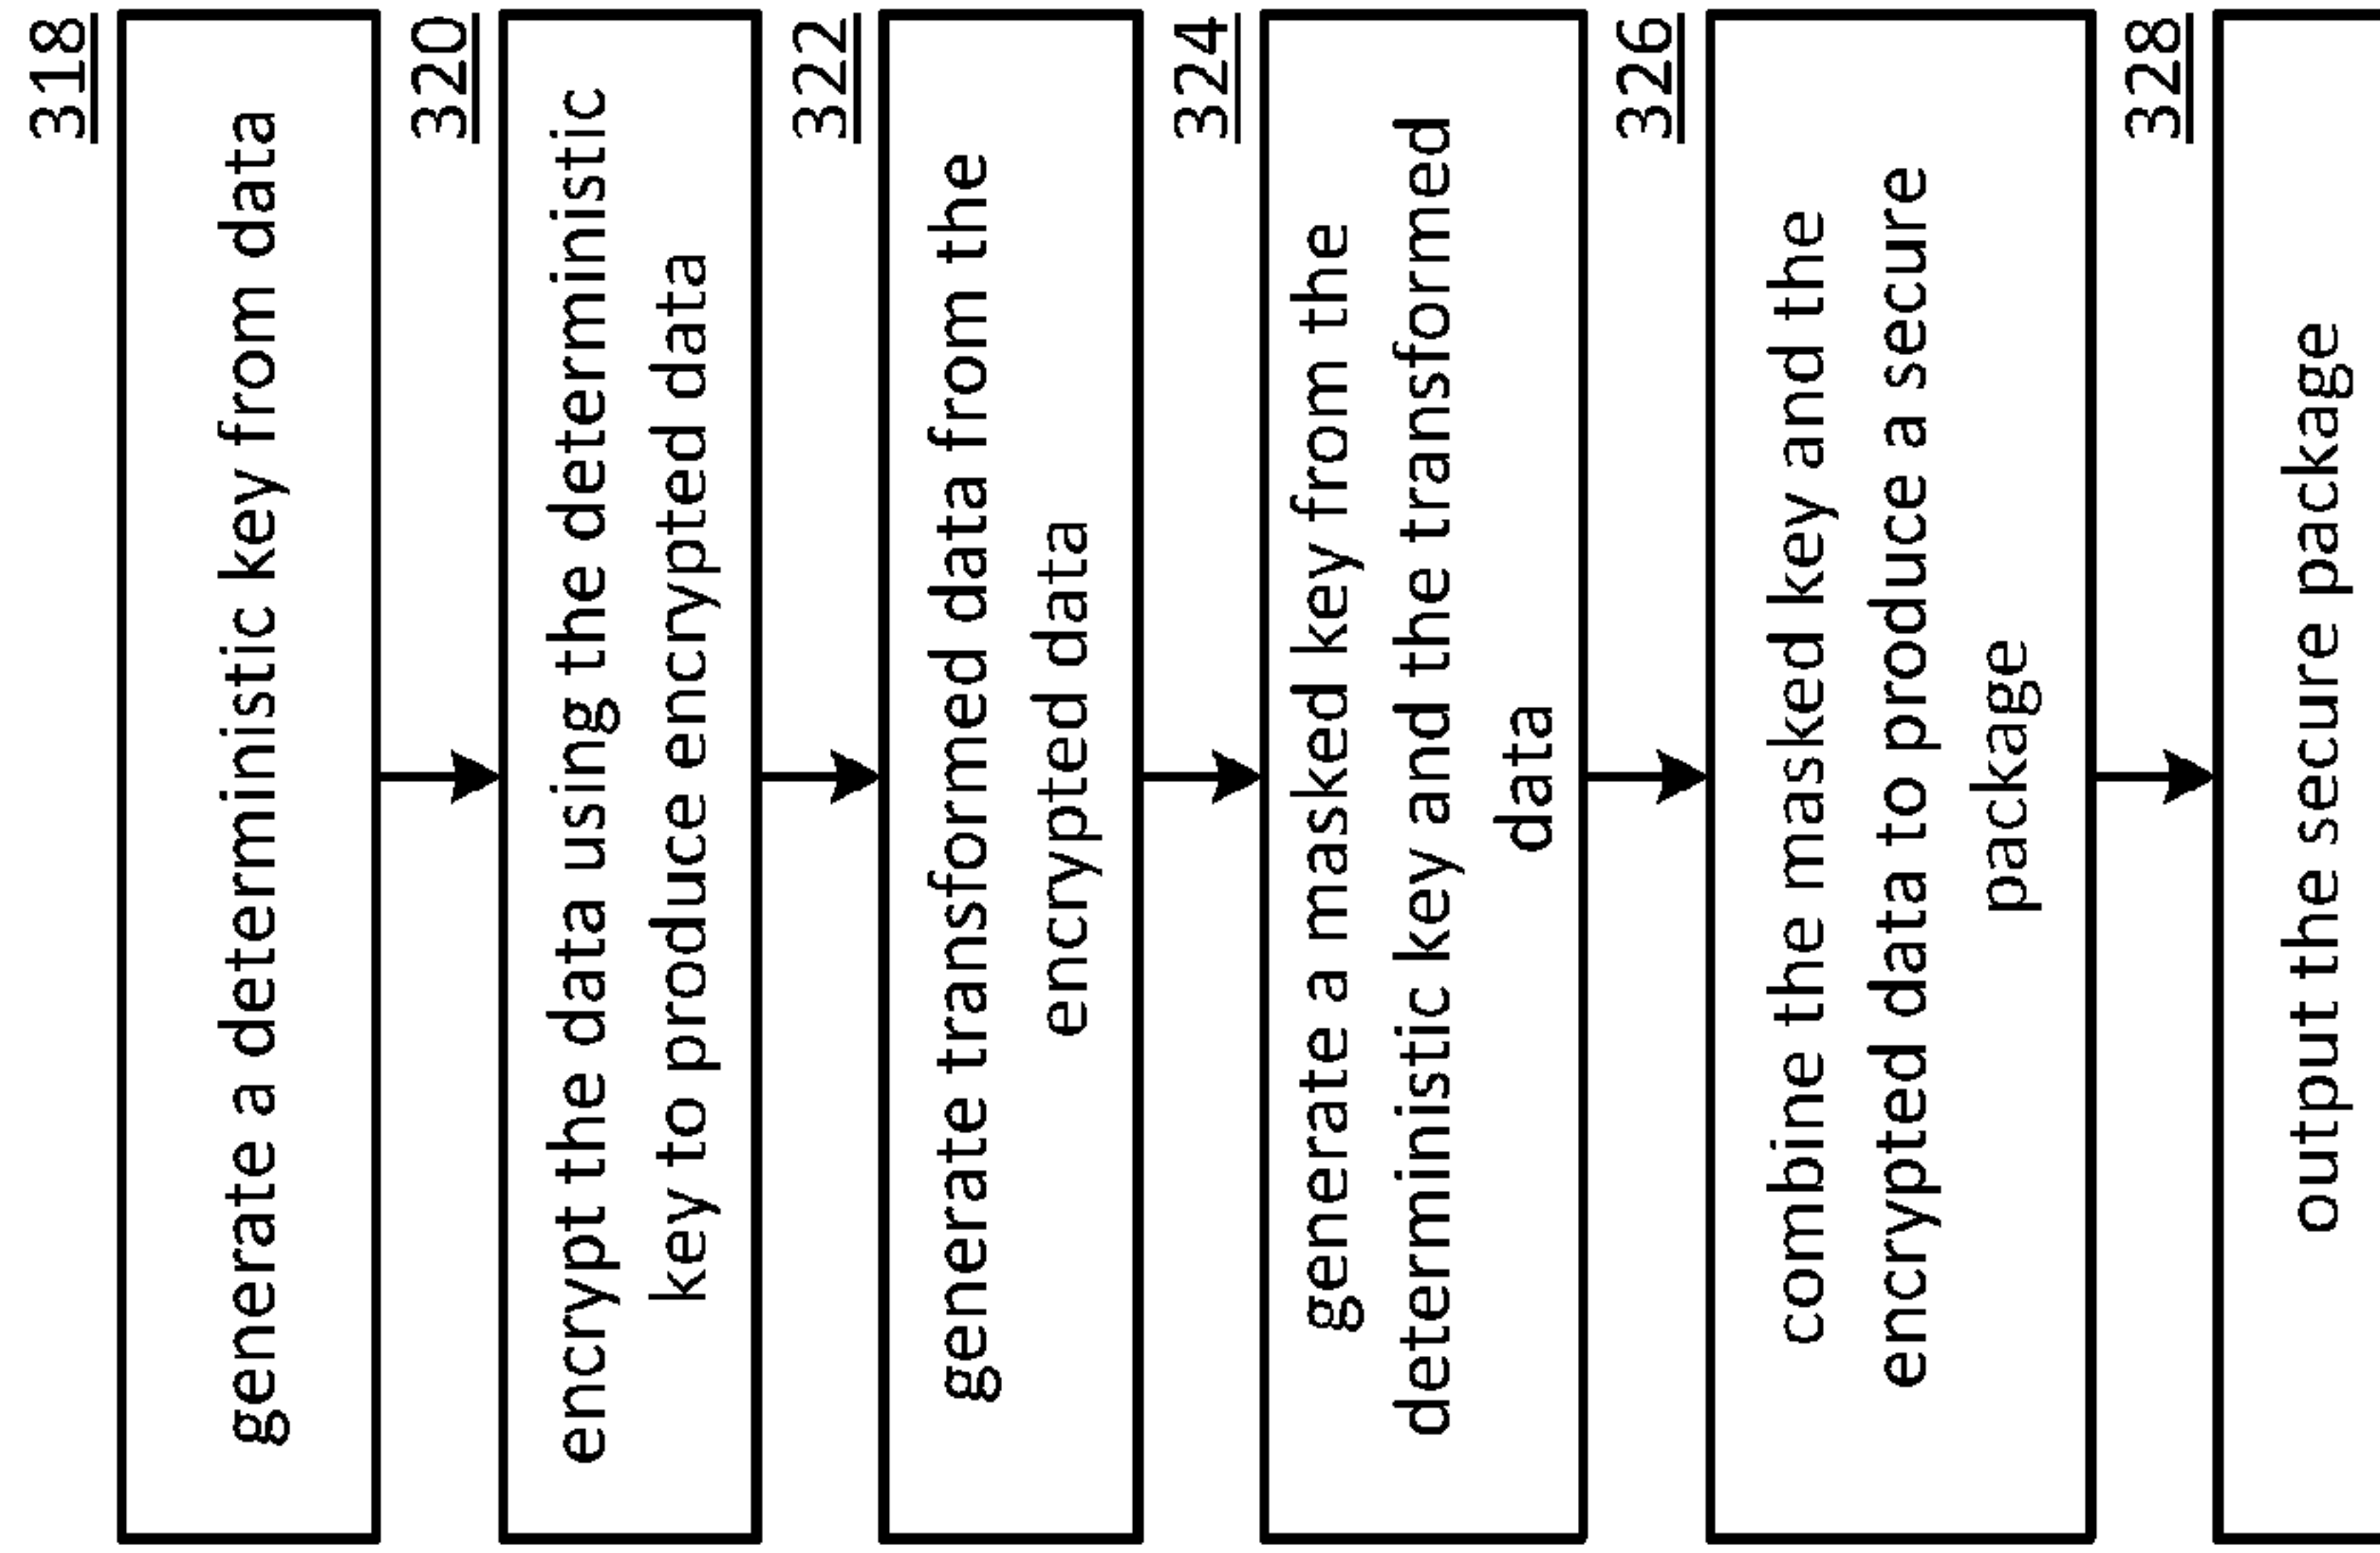 318
generate a deterministic key from data
320
encrypt the data using the deterministic
key to produce encrypted data
322
generate transformed data from the
encrypted data
324
generate a masked key from the
deterministic key and the transformed
data
326
combine the masked key and the
encrypted data to produce a secure
package
328
output the secure package